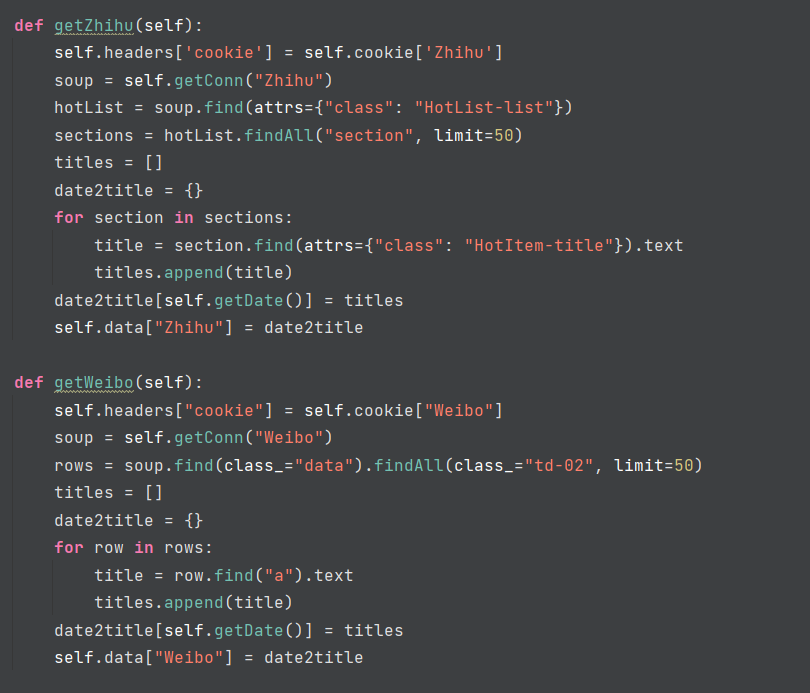 def getZhihu(self):
    self.headers['cookie'] = self.cookie['Zhihu']
    soup = self.getConn("Zhihu")
    hotList = soup.find(attrs={"class": "HotList-list"})
    sections = hotList.findAll("section", limit=50)
    titles = []
    date2title = {}
    for section in sections:
        title = section.find(attrs={"class": "HotItem-title"}).text
        titles.append(title)
    date2title[self.getDate()] = titles
    self.data["Zhihu"] = date2title

def getWeibo(self):
    self.headers["cookie"] = self.cookie["Weibo"]
    soup = self.getConn("Weibo")
    rows = soup.find(class_="data").findAll(class_="td-02", limit=50)
    titles = []
    date2title = {}
    for row in rows:
        title = row.find("a").text
        titles.append(title)
    date2title[self.getDate()] = titles
    self.data["Weibo"] = date2title